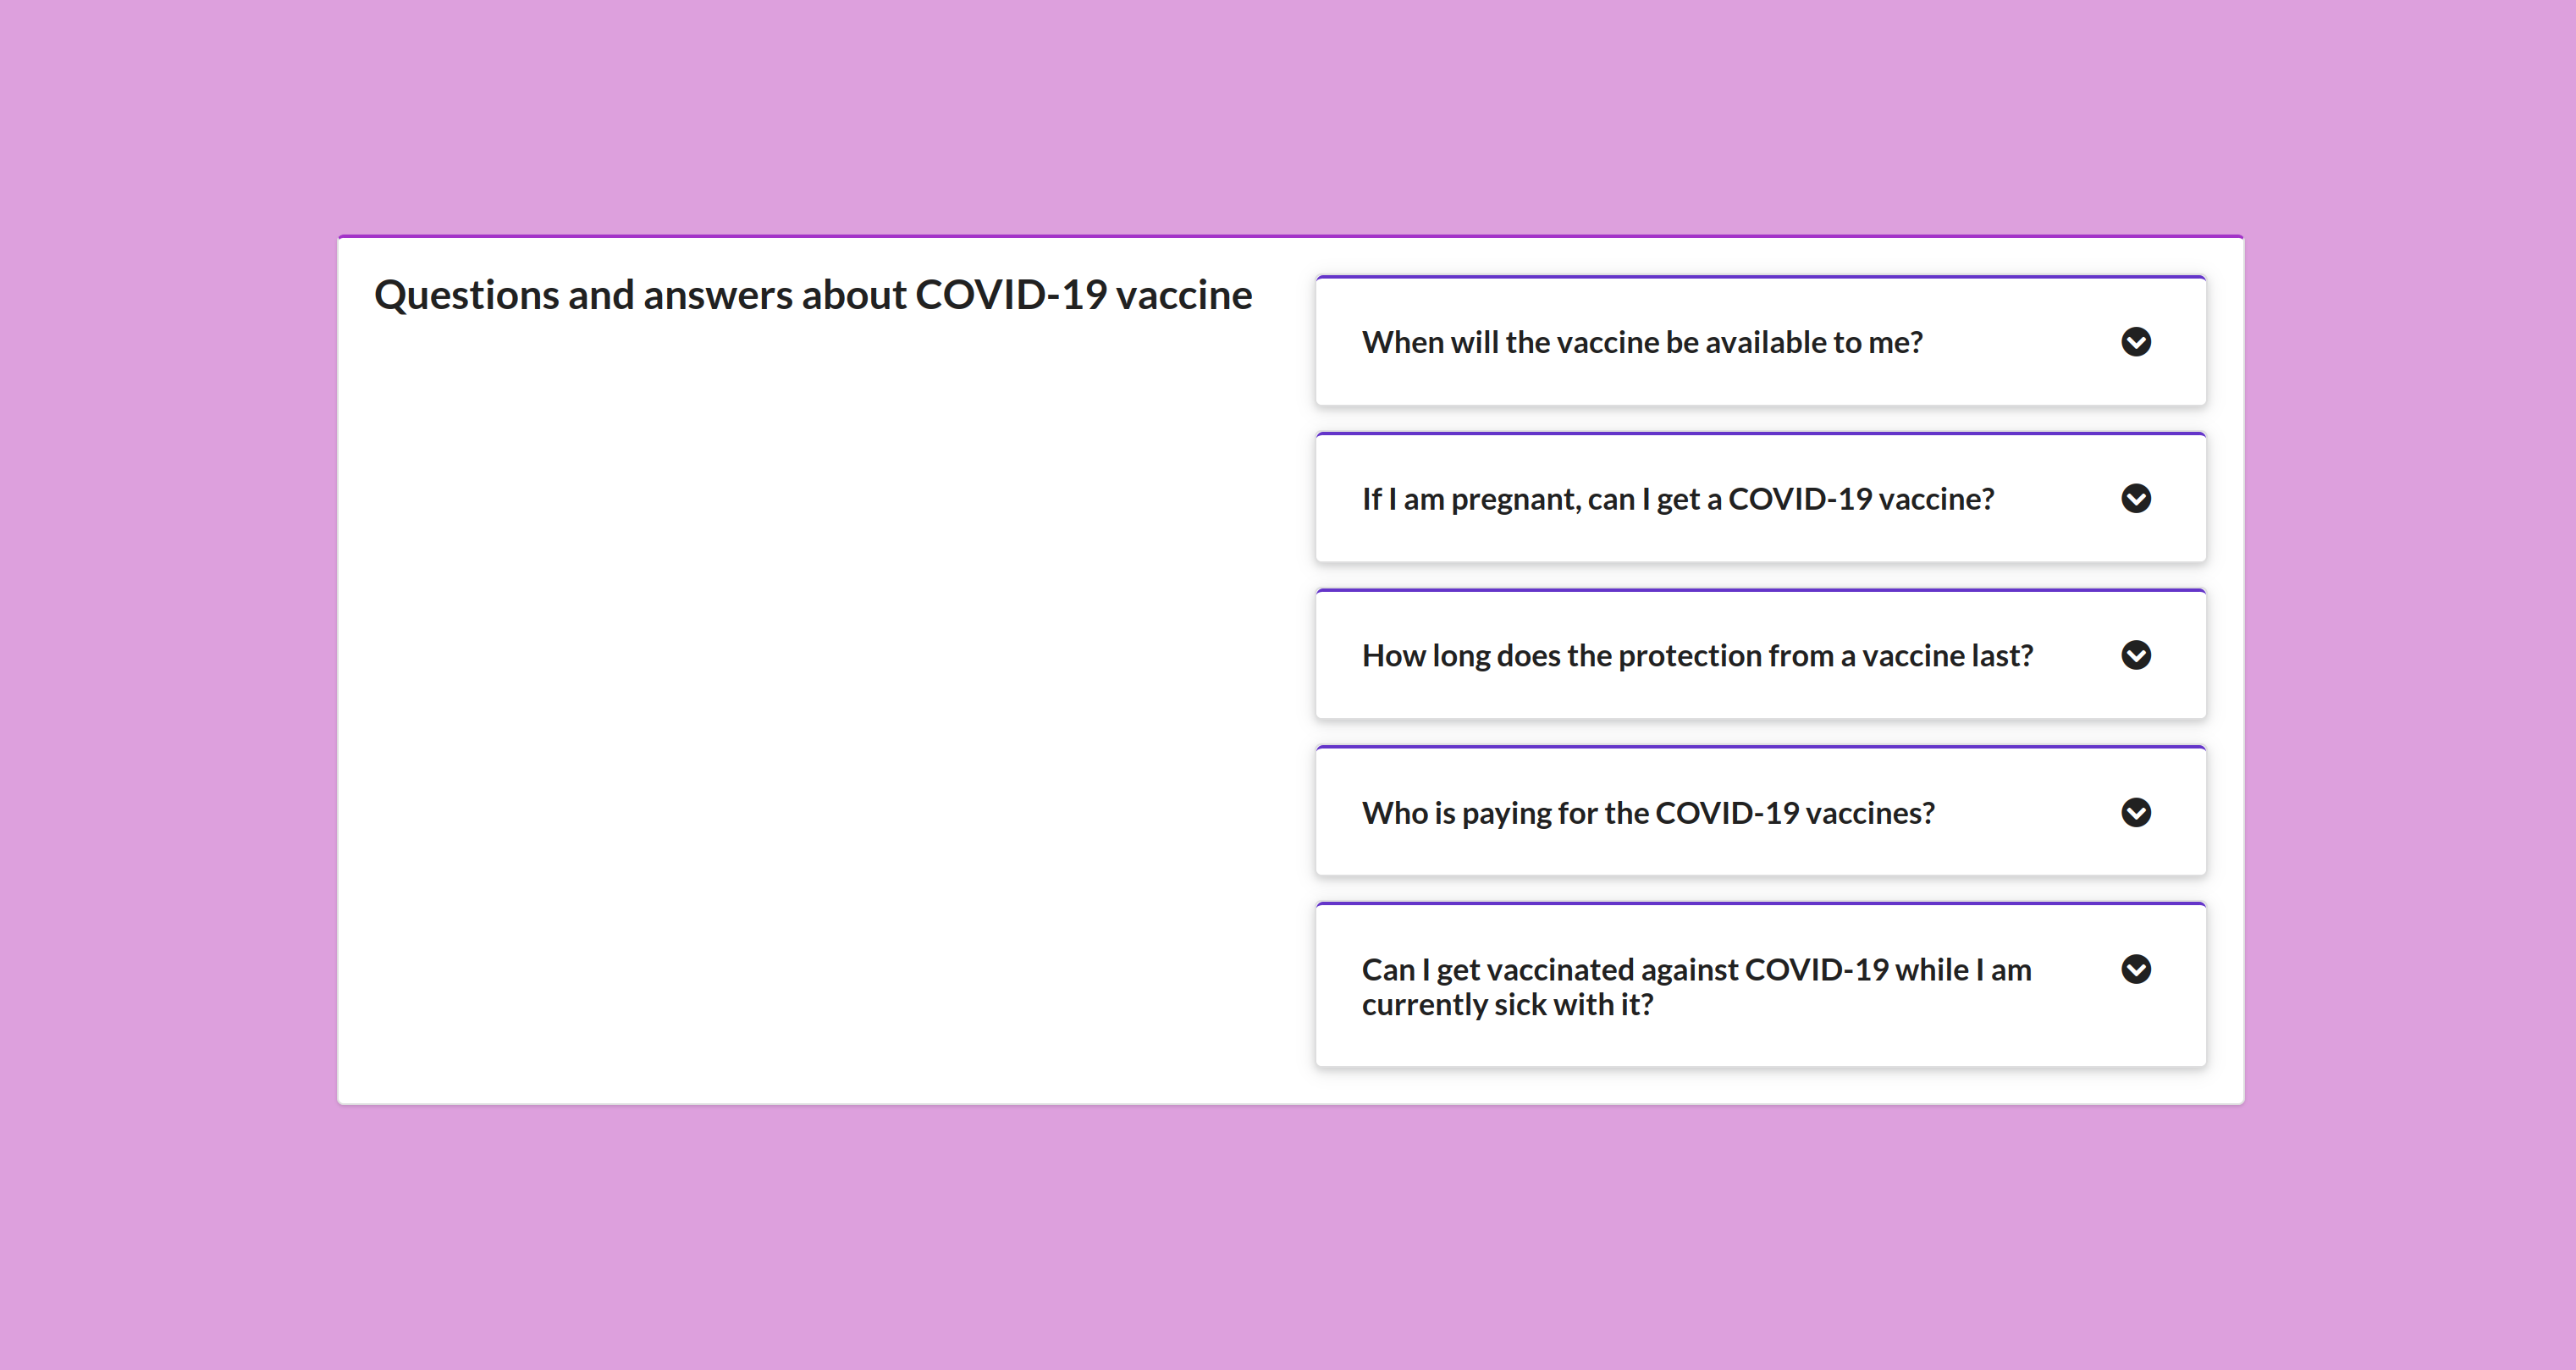 Questions and answers about COVID-19 vaccine
When will the vaccine be available to me?
If I am pregnant, can I get a COVID-19 vaccine?
How long does the protection from a vaccine last?
Who is paying for the COVID-19 vaccines?
Can I get vaccinated against COVID-19 while I am
currently sick with it?